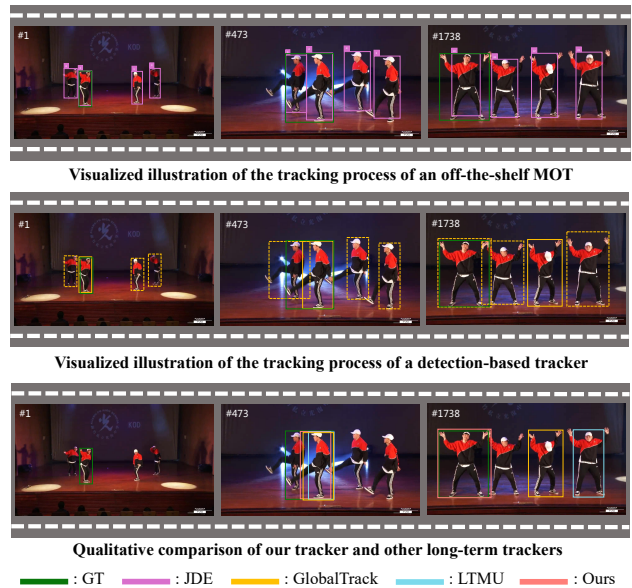 #1
#473
#1738
Visualized illustration of the tracking process of an off-the-shelf MOT
#1
#473
#1738
Visualized illustration of the tracking process of a detection-based tracker
#1
#473
#1738
Qualitative comparison of our tracker and other long-term trackers
: GT : JDE : GlobalTrack : LTMU : Ours